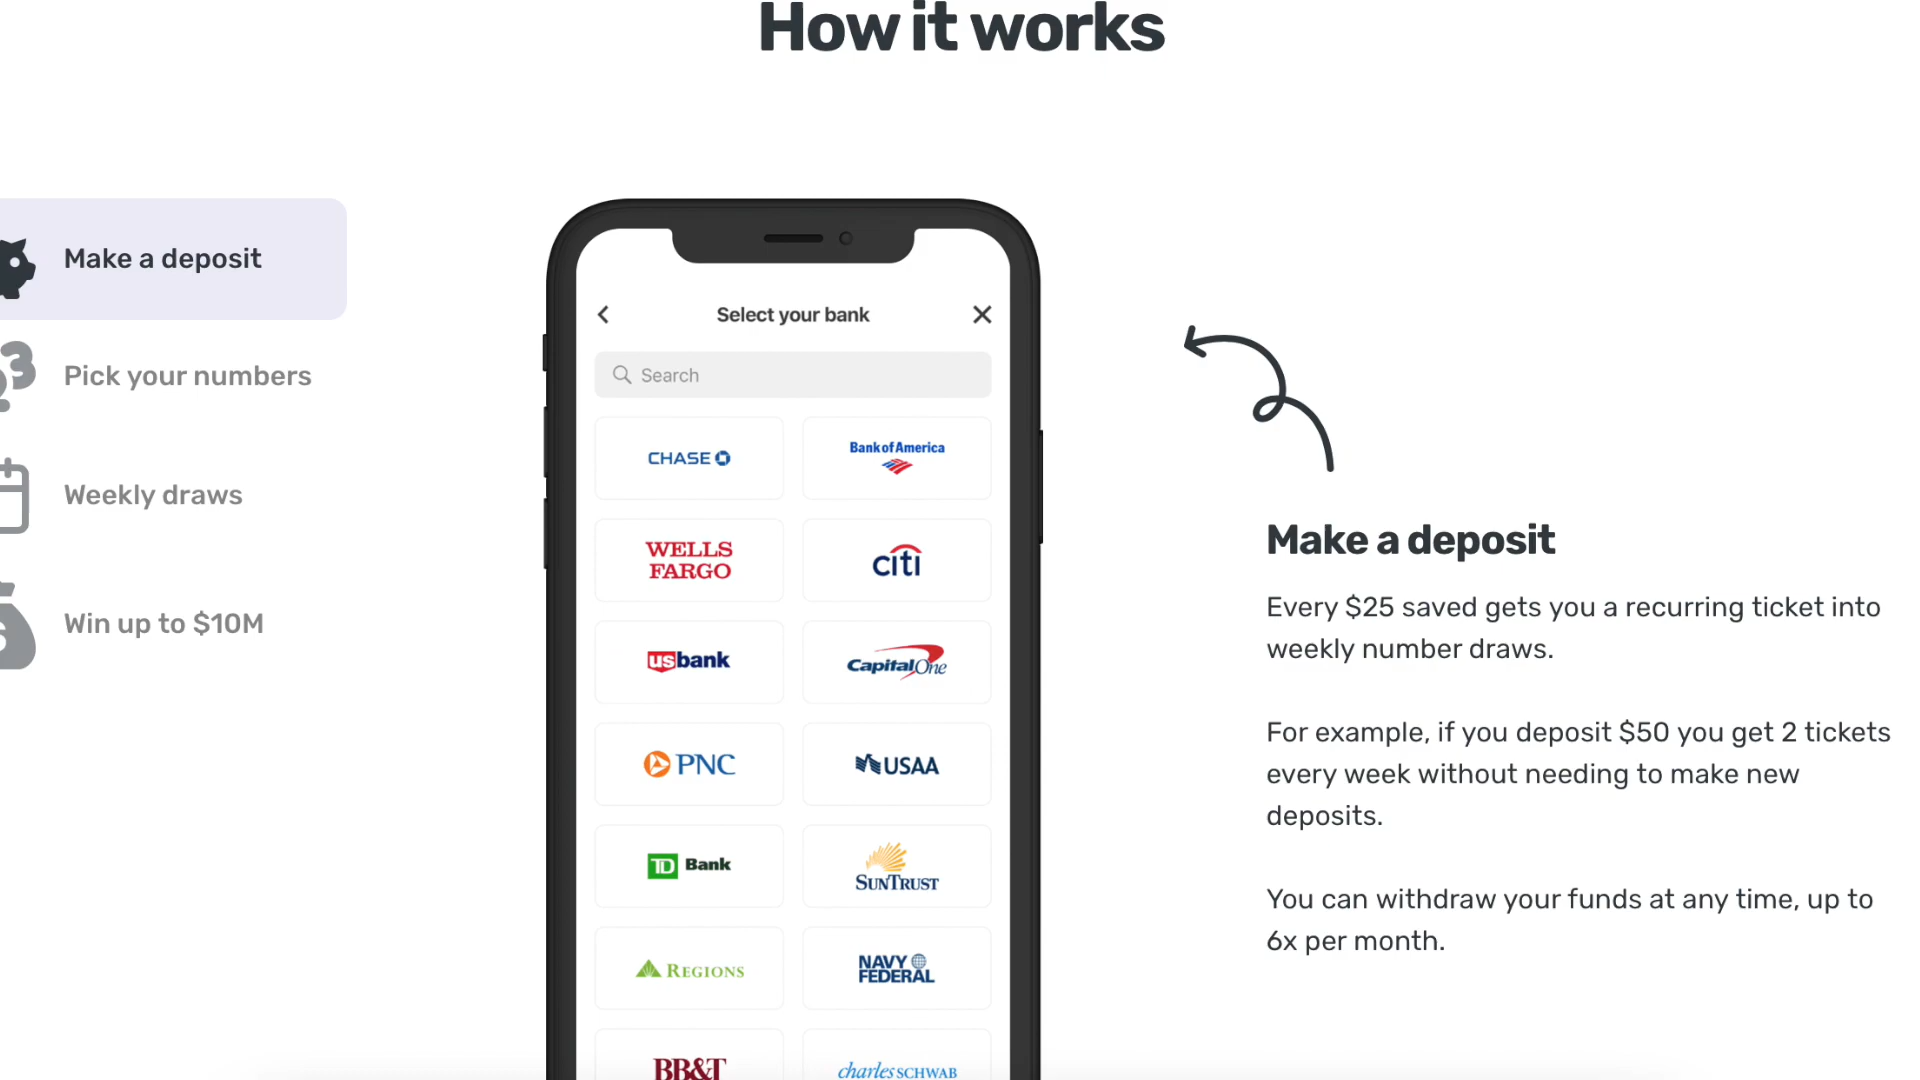 How it works
Make a deposit
Pick your numbers
Weekly draws
Win up to $10M
Select your bank
Search
CHASE
Bank of America
WELLS
FARGO
citi
usbank
Capital One
PNC
USAA
TD Bank
SUNTRUST
REGIONS
NAVY
FEDERAL
BB&T
charles SCHWAB
Make a deposit
Every $25 saved gets you a recurring ticket into
weekly number draws.
For example, if you deposit $50 you get 2 tickets
every week without needing to make new
deposits.
You can withdraw your funds at any time, up to
6x per month.